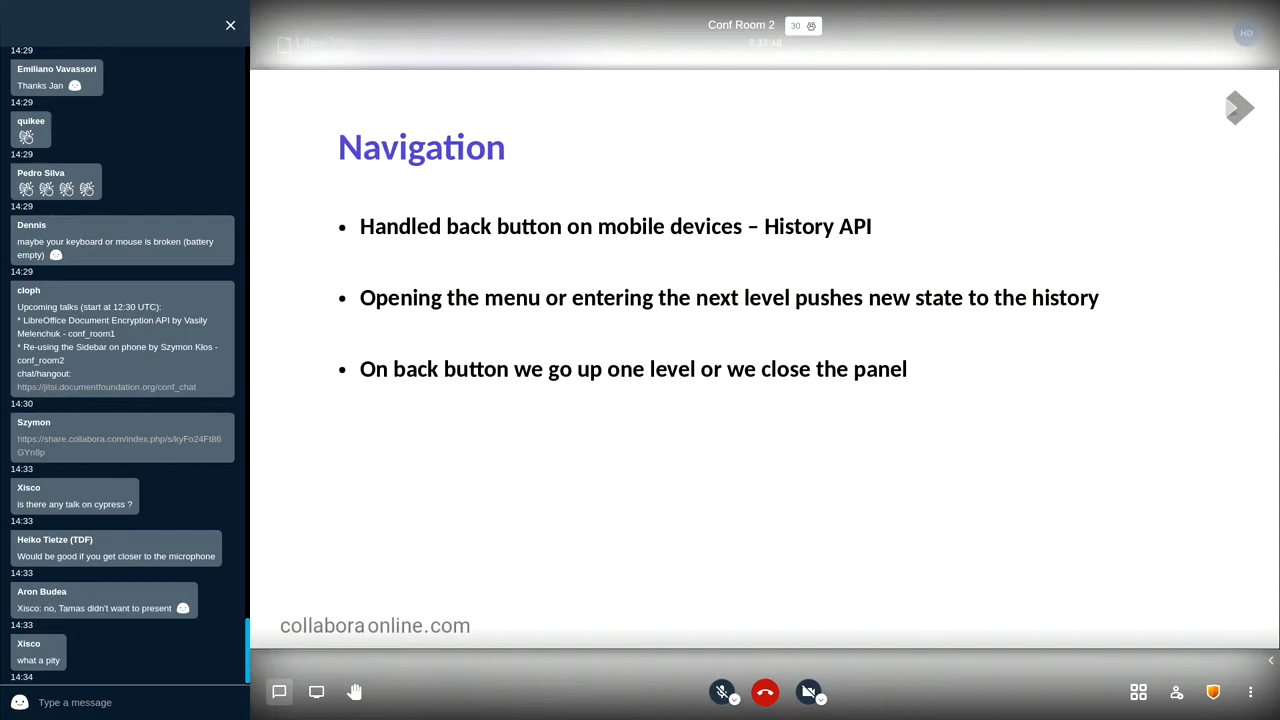 14:29
Emiliano Vavassori
Thanks Jan
14:29
quikee
14:29
Pedro Silva
14:29
Dennis
maybe your keyboard or mouse is broken (battery
empty)
14:29
cloph
Upcoming talks (start at 12:30 UTC):
* LibreOffice Document Encryption API by Vasily
Melenchuk - conf_room1
* Re-using the Sidebar on phone by Szymon Kłos -
conf_room2
chat/hangout:
https://jitsi.documentfoundation.org/conf_chat
14:30
Szymon
https://share.collabora.com/index.php/s/kyFo24Ft86
GYn8p
14:33
Xisco
is there any talk on cypress ?
14:33
Heiko Tietze (TDF)
Would be good if you get closer to the microphone
14:33
Aron Budea
Xisco: no, Tamas didn't want to present
14:33
Xisco
what a pity
14:34
Type a message
Conf Room 2
30
3:33:48
HD
Navigation
• Handled back button on mobile devices – History API
• Opening the menu or entering the next level pushes new state to the history
• On back button we go up one level or we close the panel
collaboraonline.com